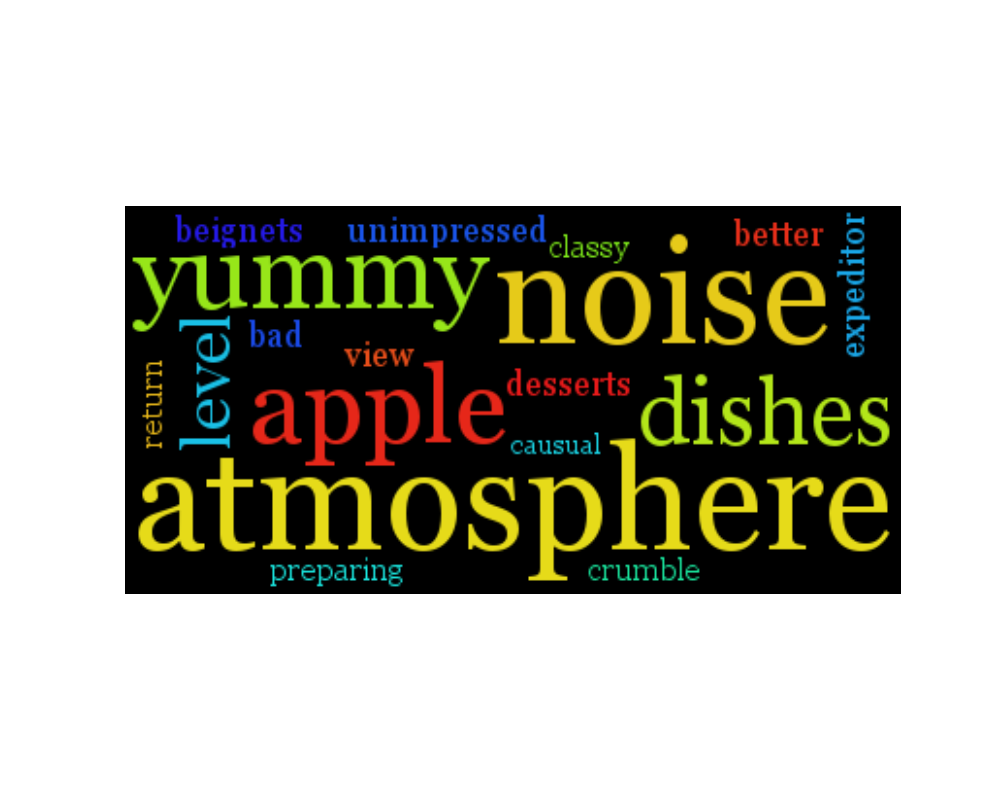 beignets
unimpressed
classy
better
expeditor
yummy
noise
level
bad
view
return
apple
desserts
dishes
causual
atmosphere
preparing
crumble